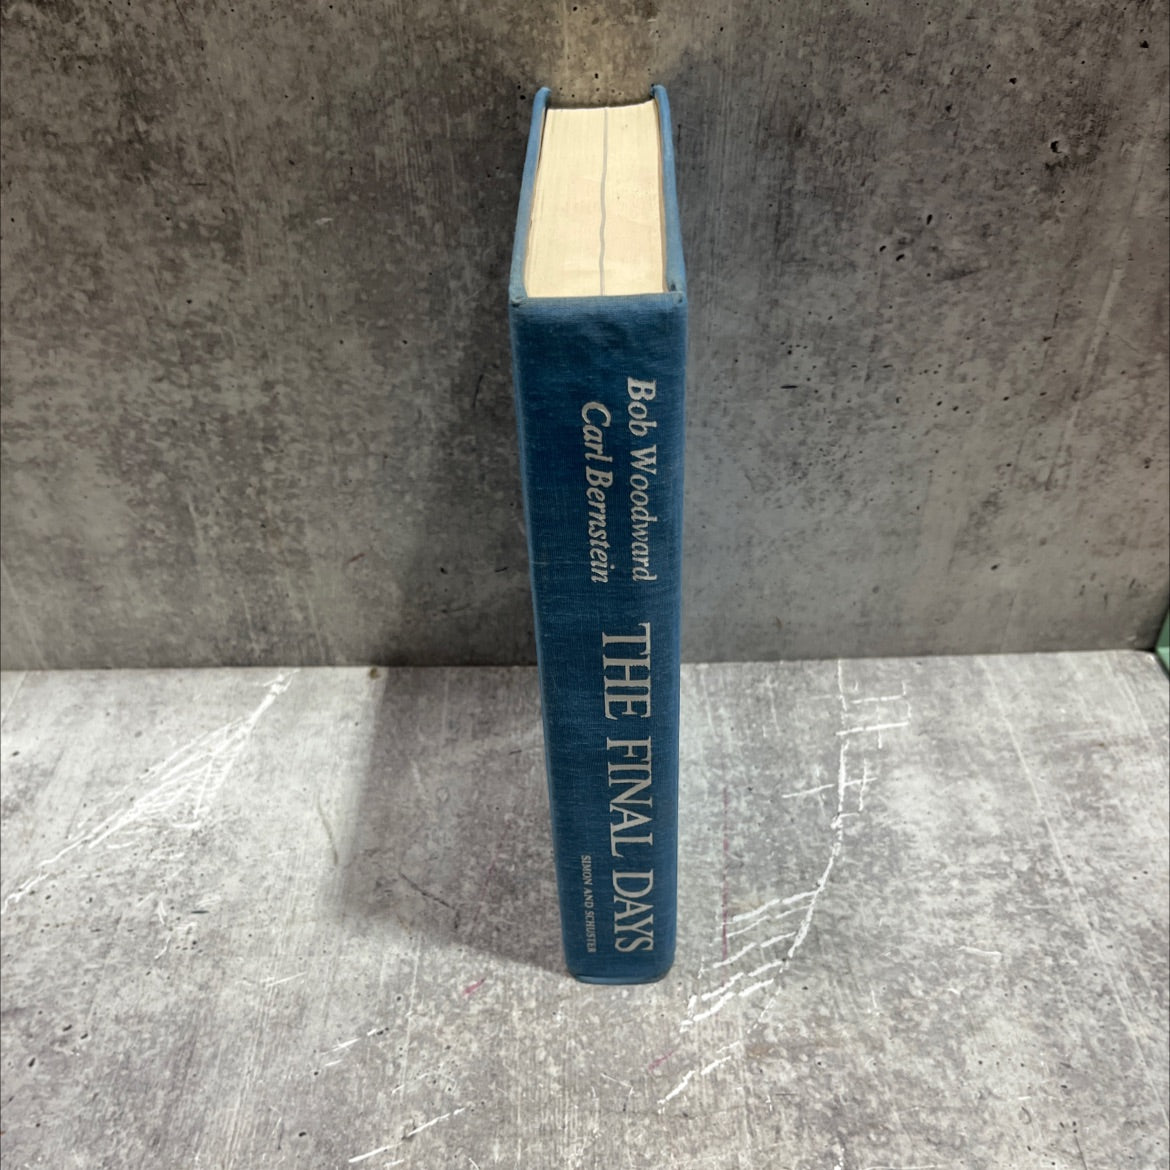 Bob Woodward
Carl Bernstein
THE FINAL DAYS
SIMON AND SCHUSTER